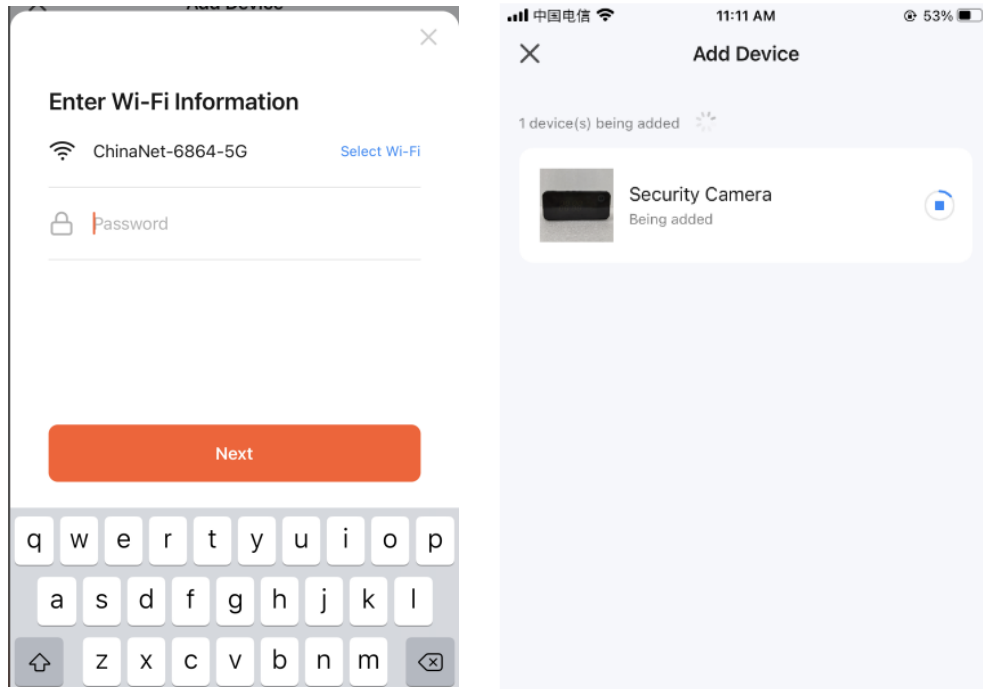 Add Device
Enter Wi-Fi Information
ChinaNet-6864-5G
Select Wi-Fi
Password
Next
q w e r t y u i o p
a s d f g h j k l
z x c v b n m
中国电信
11:11 AM
53%
Add Device
1 device(s) being added
Security Camera
Being added